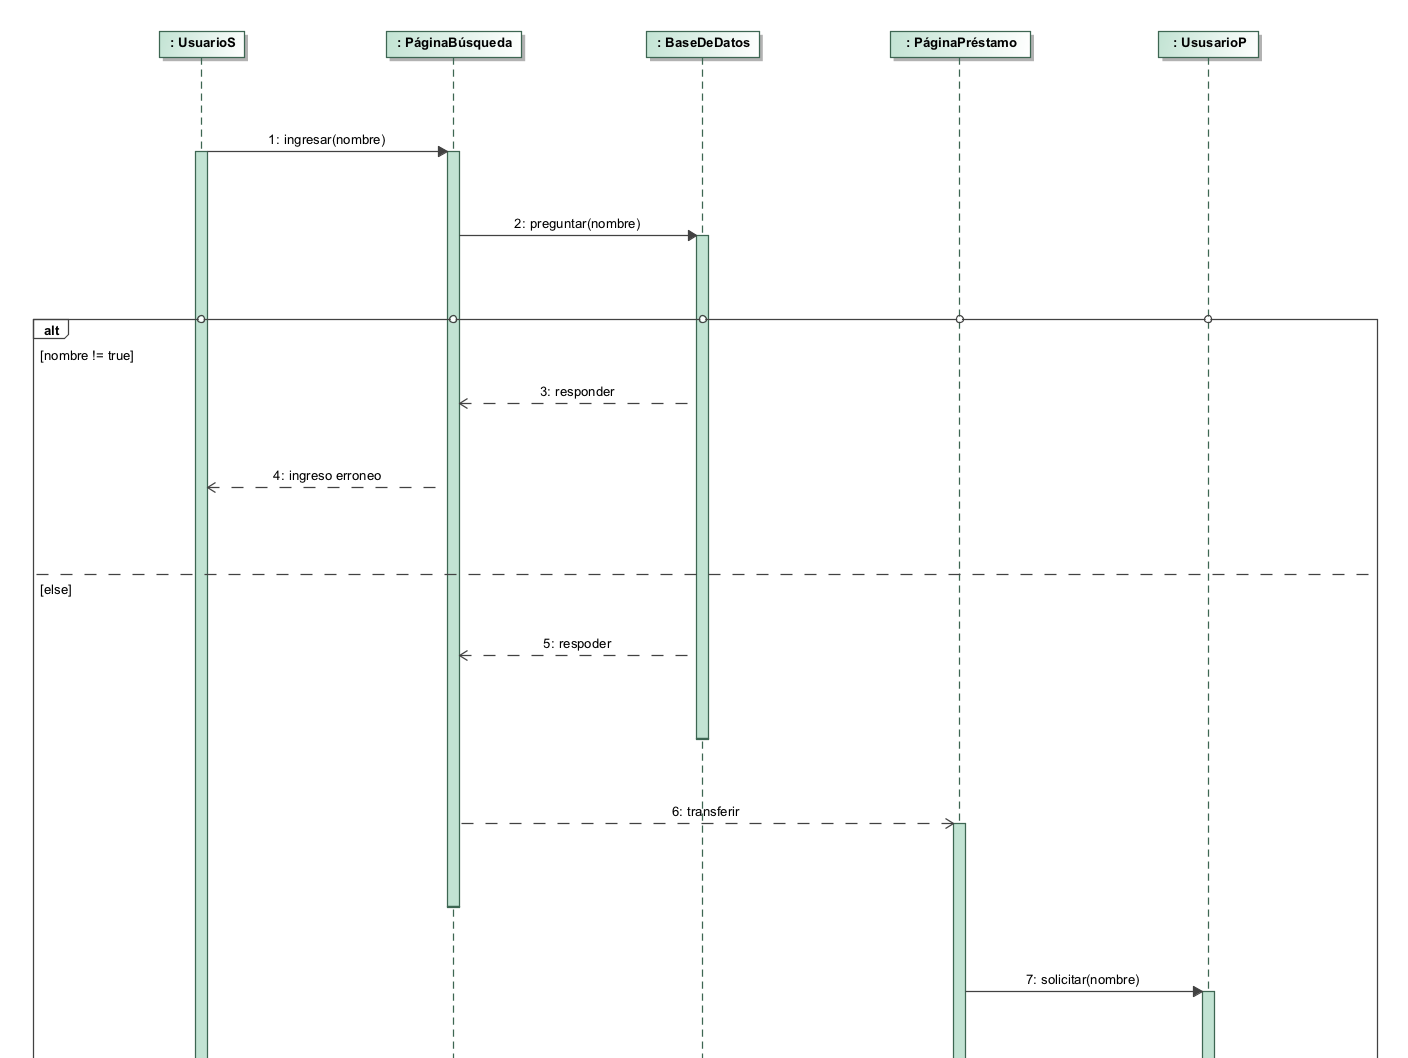 : UsuarioS
: PáginaBúsqueda
: BaseDeDatos
: PáginaPréstamo
: UsusarioP
1: ingresar(nombre)
2: preguntar(nombre)
alt
[nombre != true]
3: responder
4: ingreso erroneo
[else]
5: respoder
6: transferir
7: solicitar(nombre)